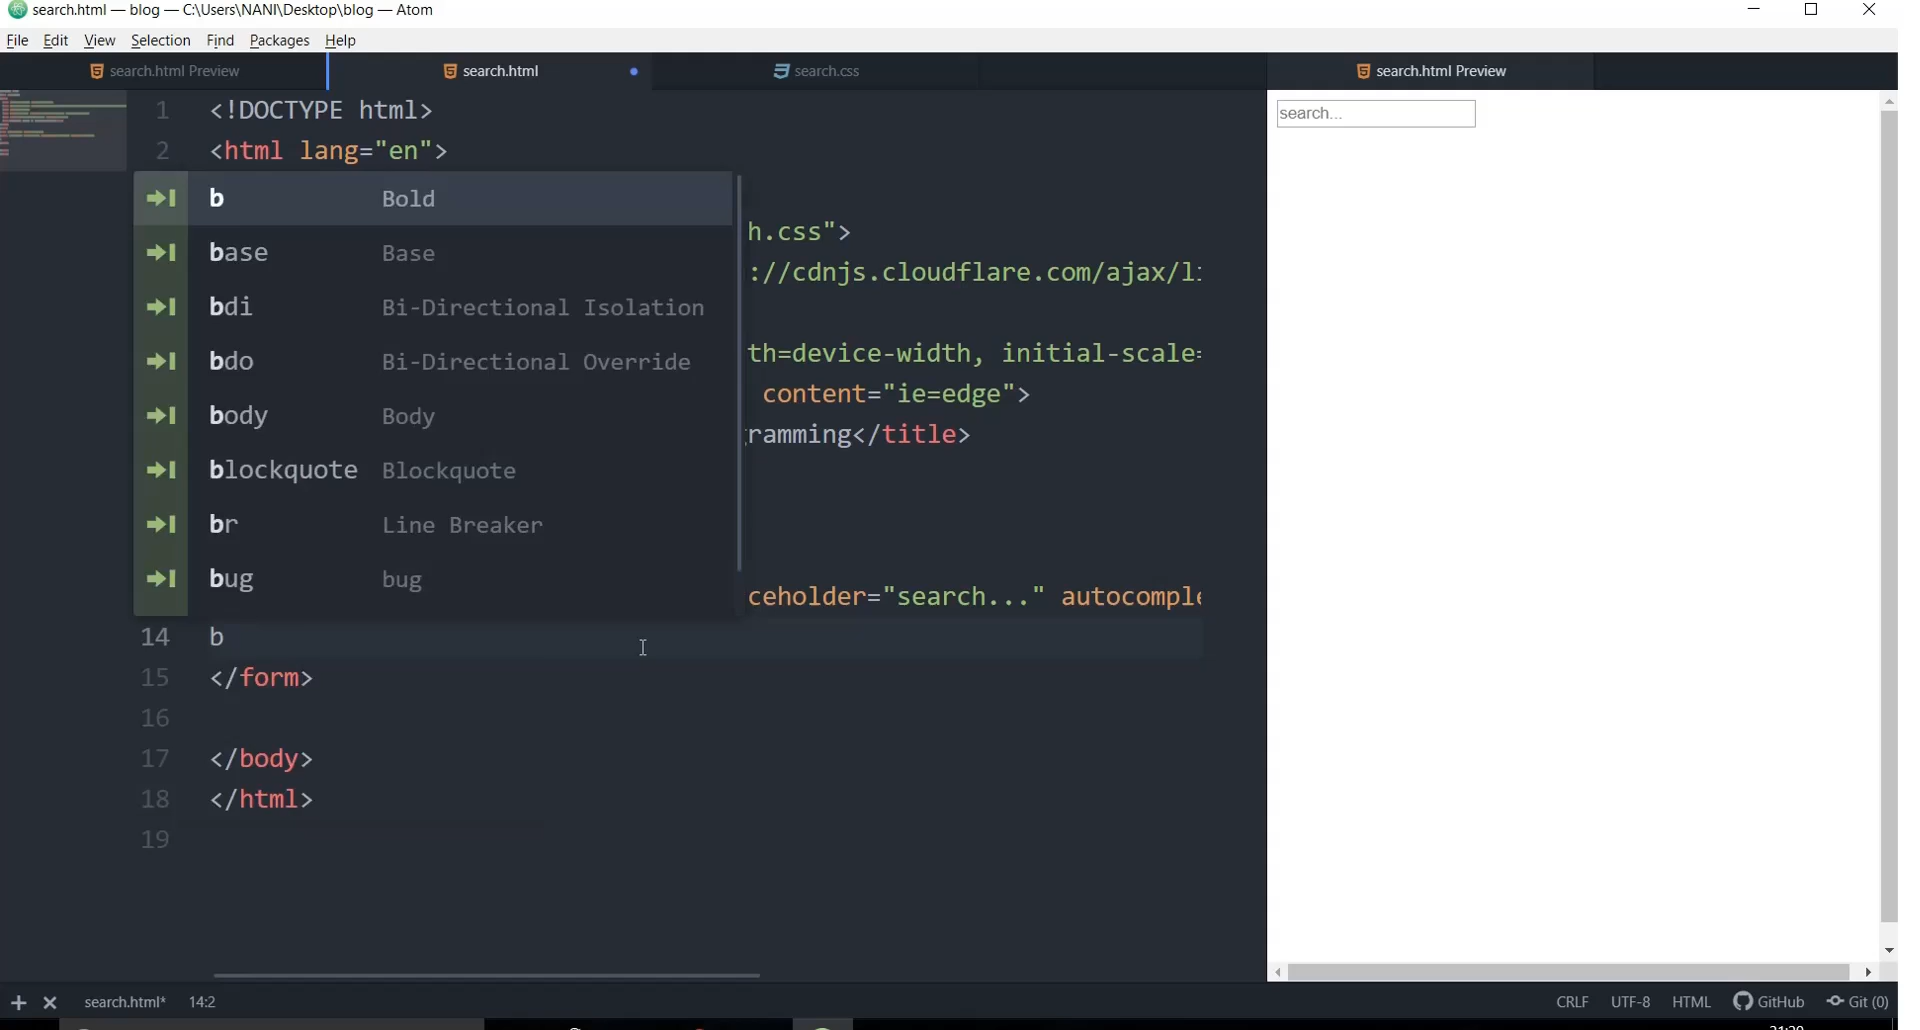 search.html — blog — C:\Users\NANI\Desktop\blog — Atom
File Edit View Selection Find Packages Help
search.html Preview search.html search.css search.html Preview
1 <!DOCTYPE html>
2 <html lang="en">
search...
b Bold
base Base
h.css">
://cdnjs.cloudflare.com/ajax/li
bdi Bi-Directional Isolation
bdo Bi-Directional Override
th=device-width, initial-scale=
content="ie=edge">
body Body
ramming</title>
blockquote Blockquote
br Line Breaker
bug bug
ceholder="search..." autocomple
14 b
15 </form>
16
17 </body>
18 </html>
19
search.html* 14:2 CRLF UTF-8 HTML GitHub Git (0)